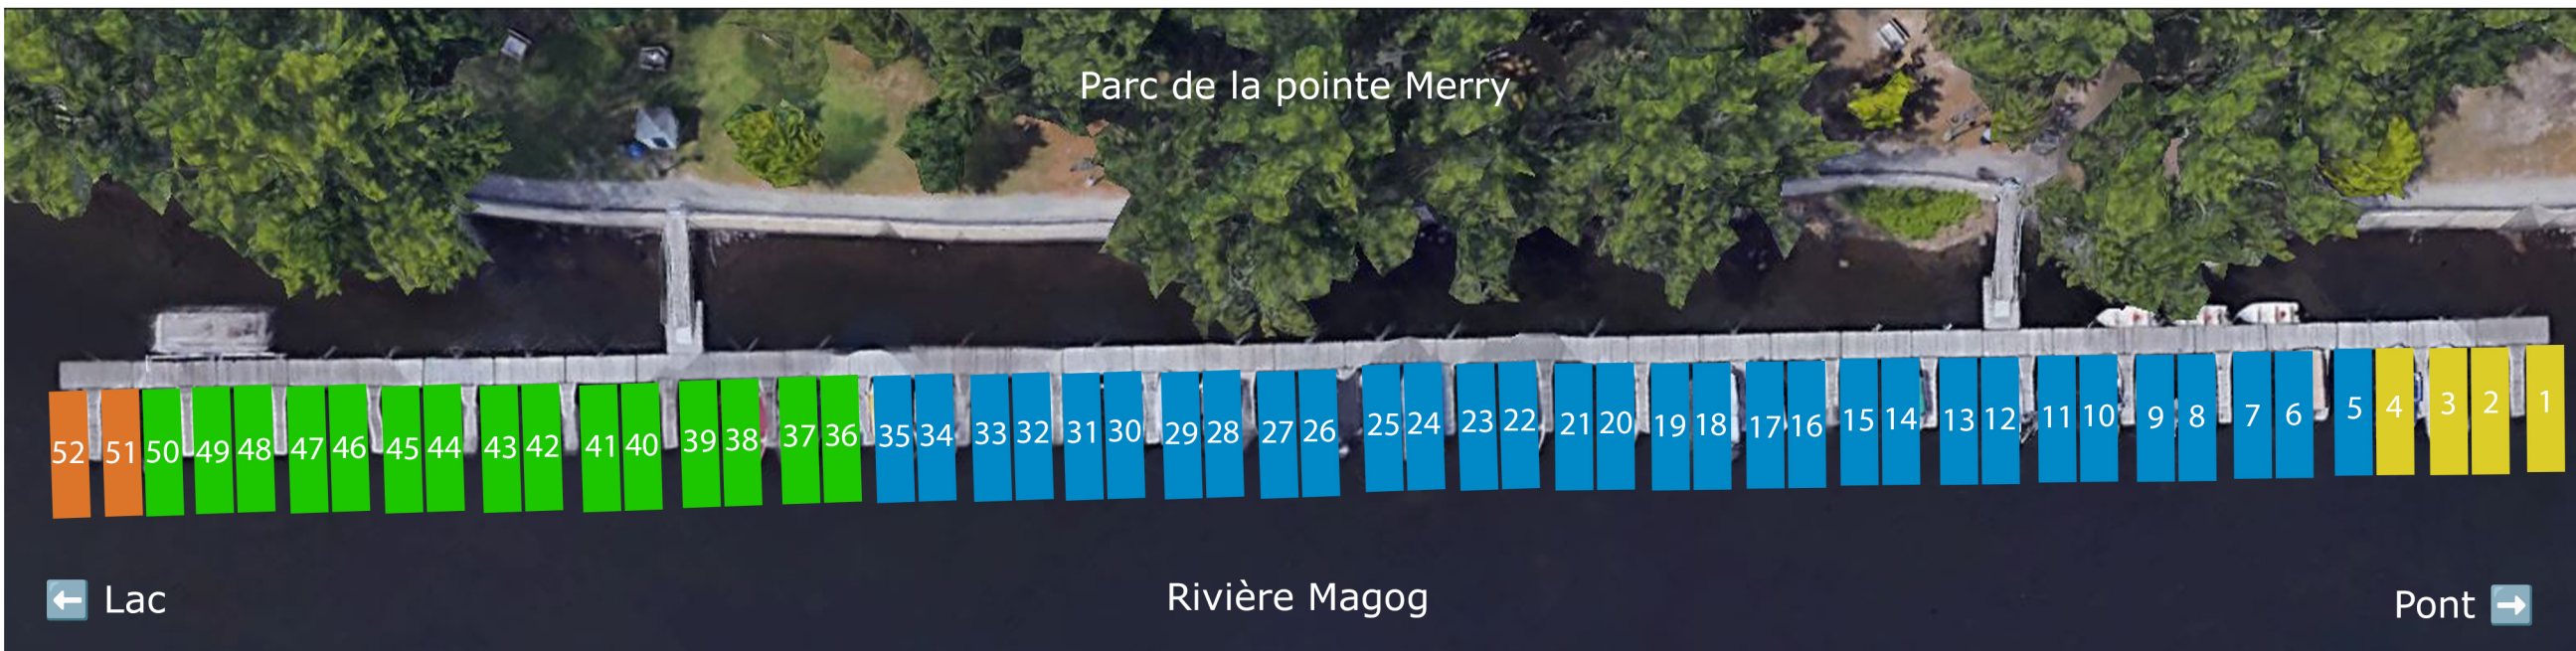 Parc de la pointe Merry
52 51 50 49 48 47 46 45 44 43 42 41 40 39 38 37 36 35 34 33 32 31 30 29 28 27 26 25 24 23 22 21 20 19 18 17 16 15 14 13 12 11 10 9 8 7 6 5 4 3 2 1
⬅ Lac
Rivière Magog
Pont ➡